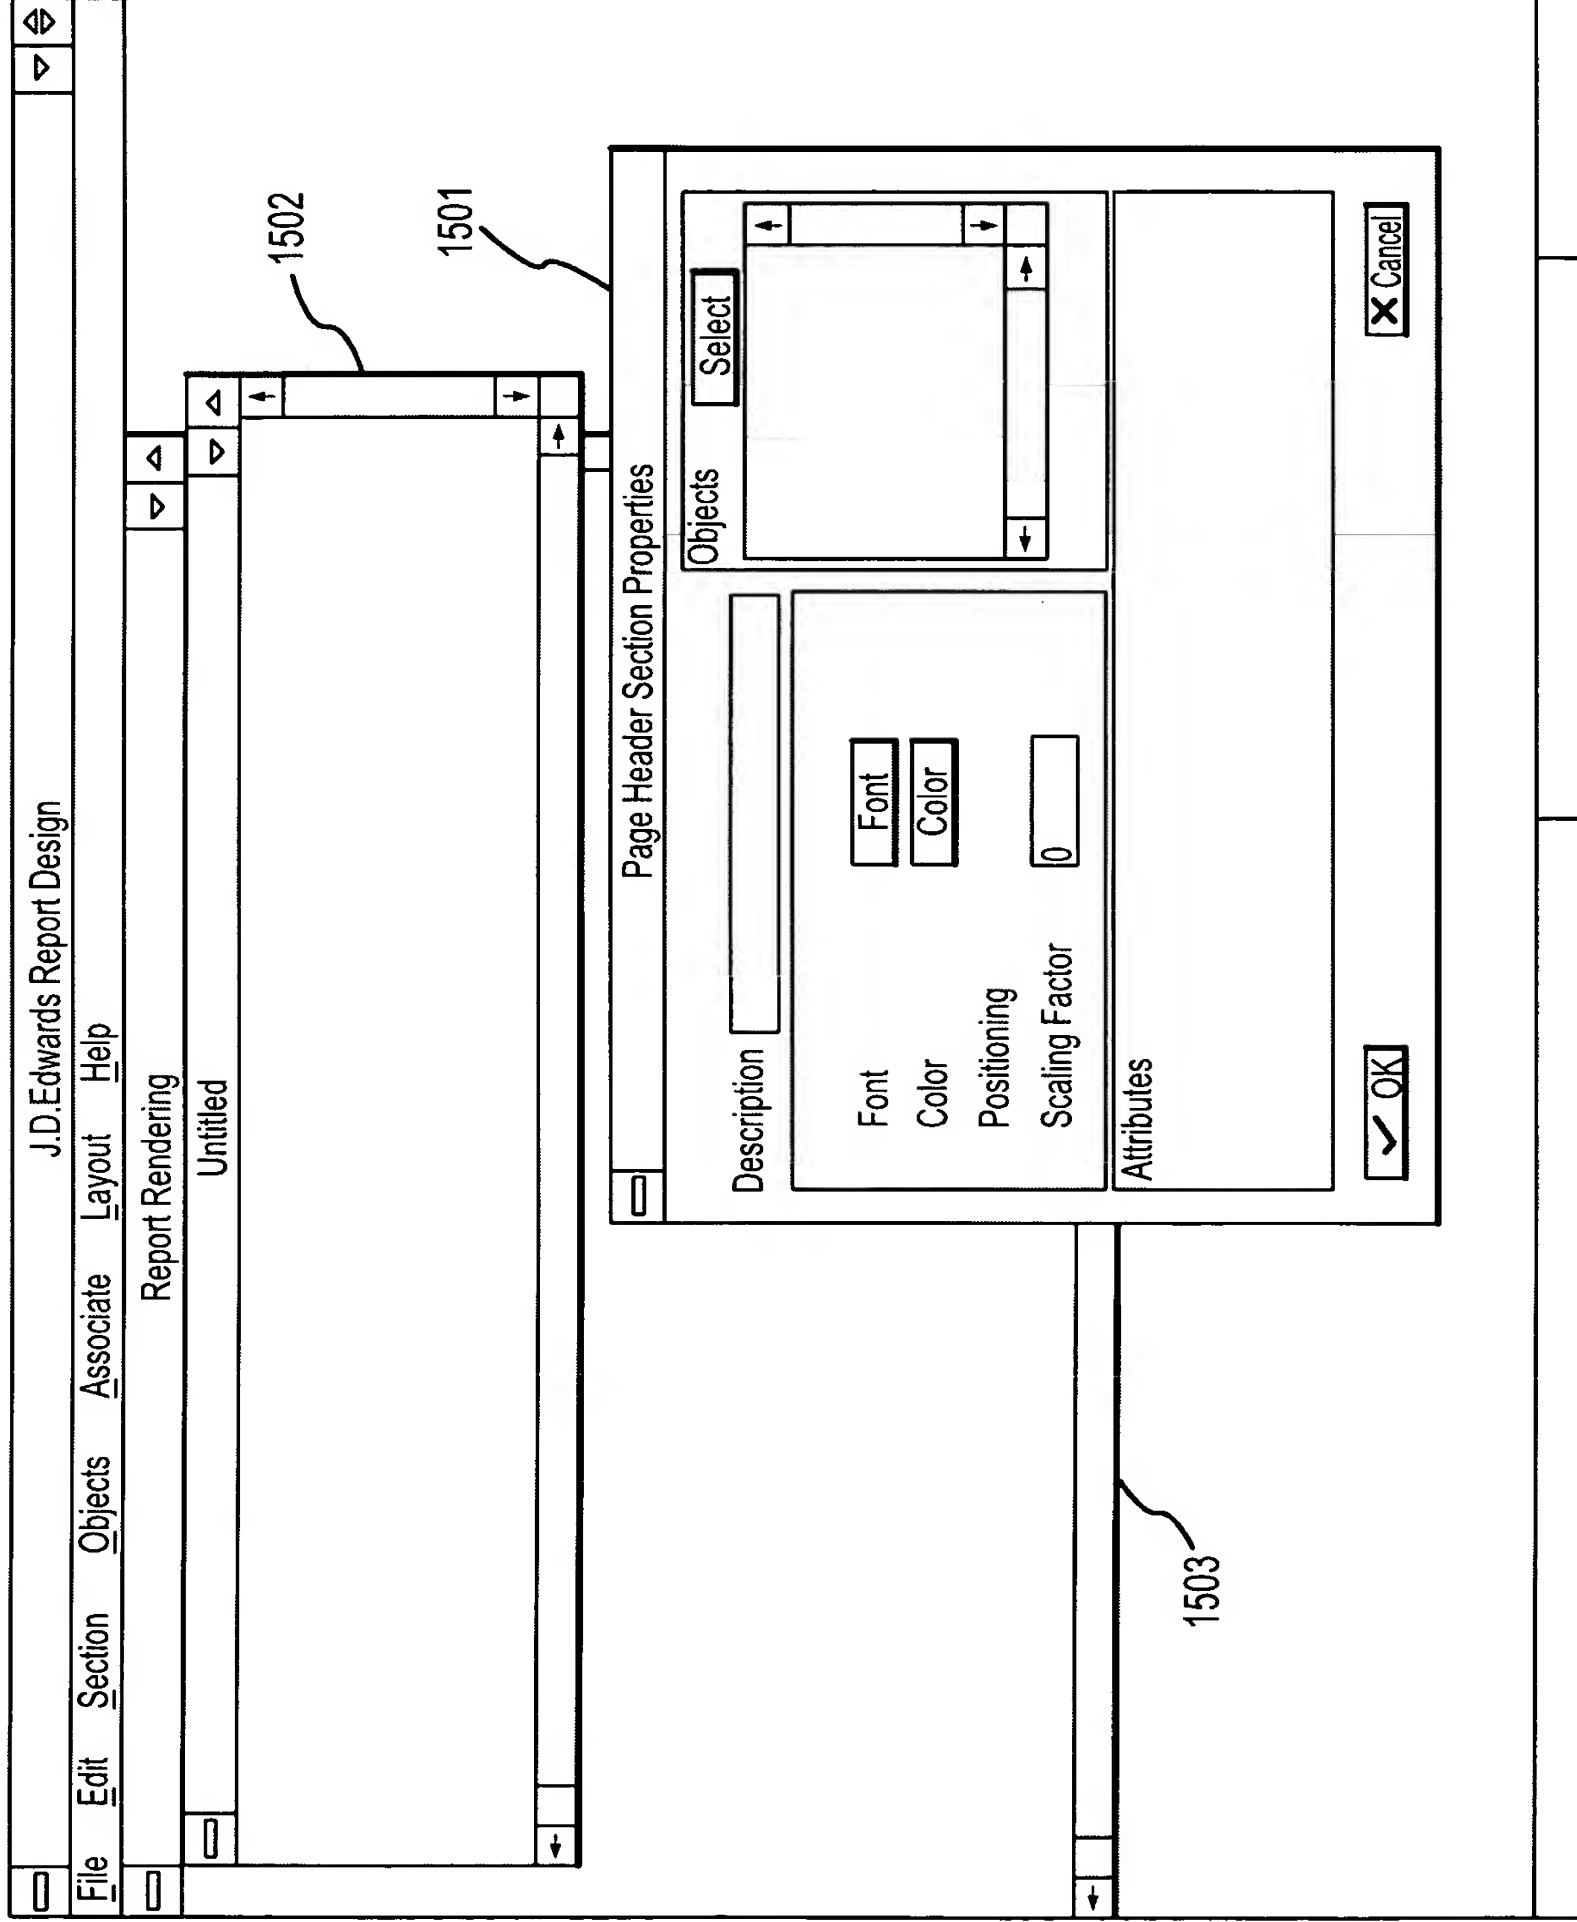 J.D.Edwards Report Design
File Edit Section Objects Associate Layout Help
Report Rendering
Untitled
1502
1501
Page Header Section Properties
Description
Objects
Select
Font
Font
Color
Color
Positioning
Scaling Factor
0
Attributes
OK
Cancel
1503